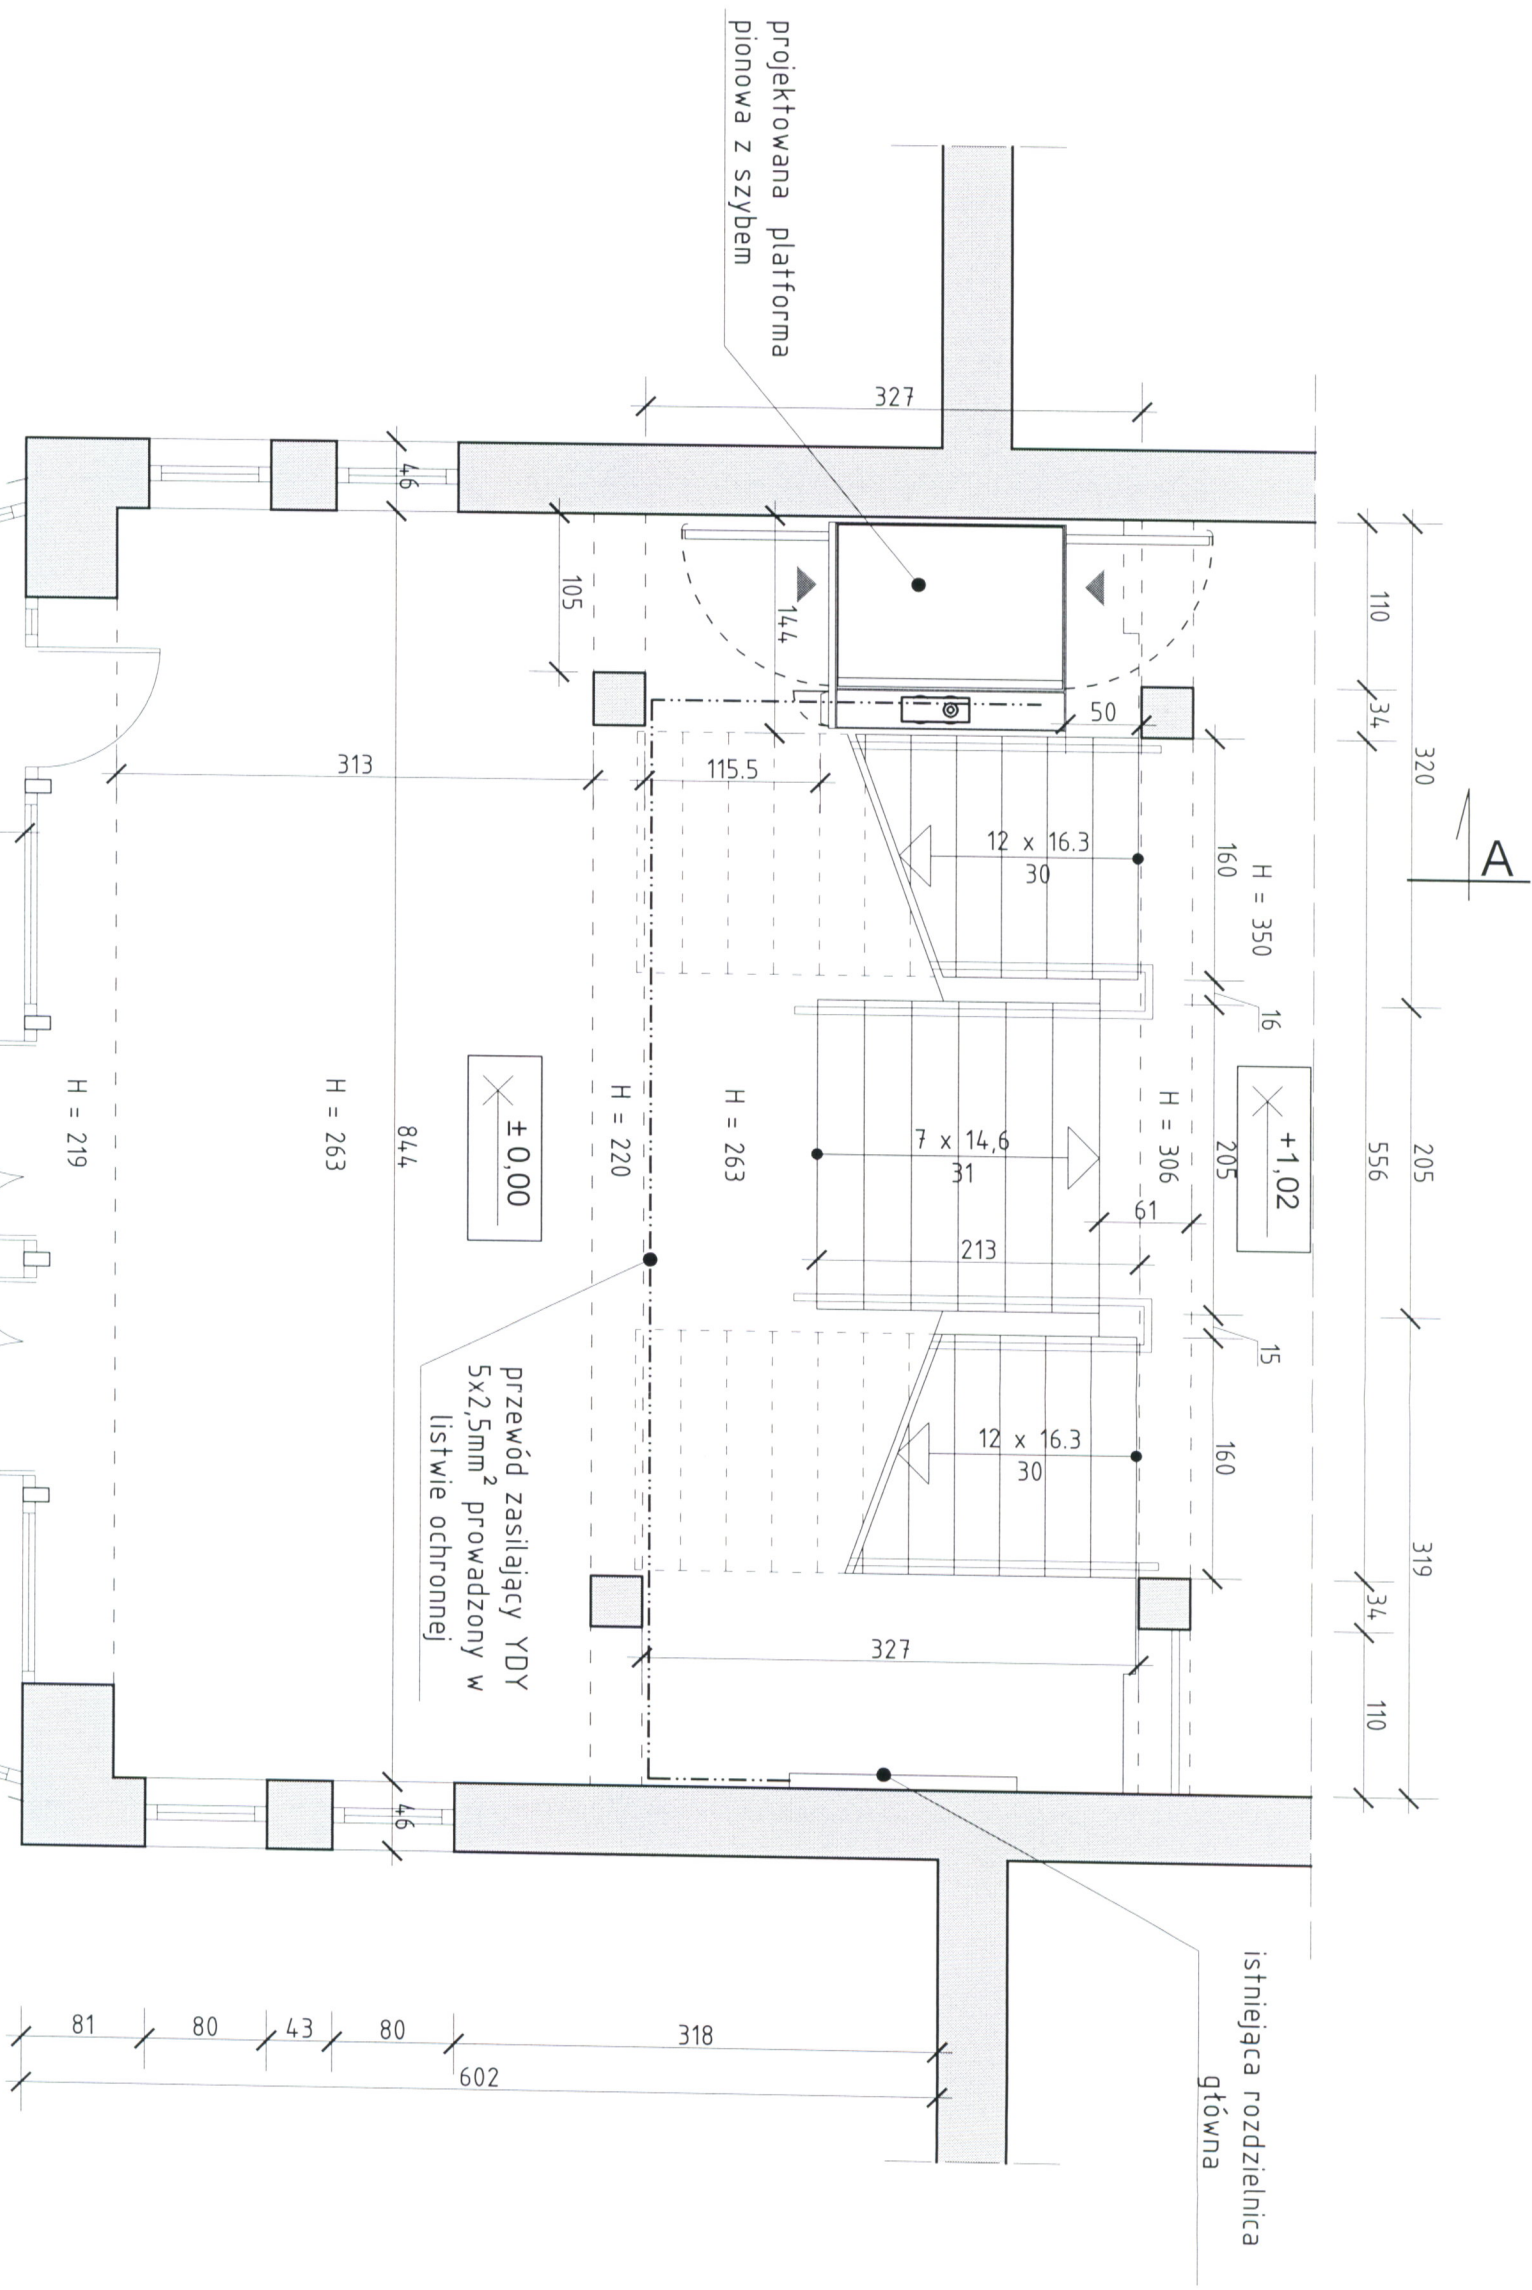 projektowana platforma
pionowa z szybem
327
46
105
144
110
34
320
50
313
115.5
12 x 16.3
30
160
H = 350
A
16
H = 219
H = 263
844
± 0,00
H = 220
H = 263
7 x 14,6
31
H = 306
205
+1,02
556
205
61
213
15
przewód zasilający YDY
5x2,5mm² prowadzony w
listwie ochronnej
12 x 16.3
30
160
319
34
327
110
46
istniejąca rozdzielnica
główna
81
80
43
80
318
602